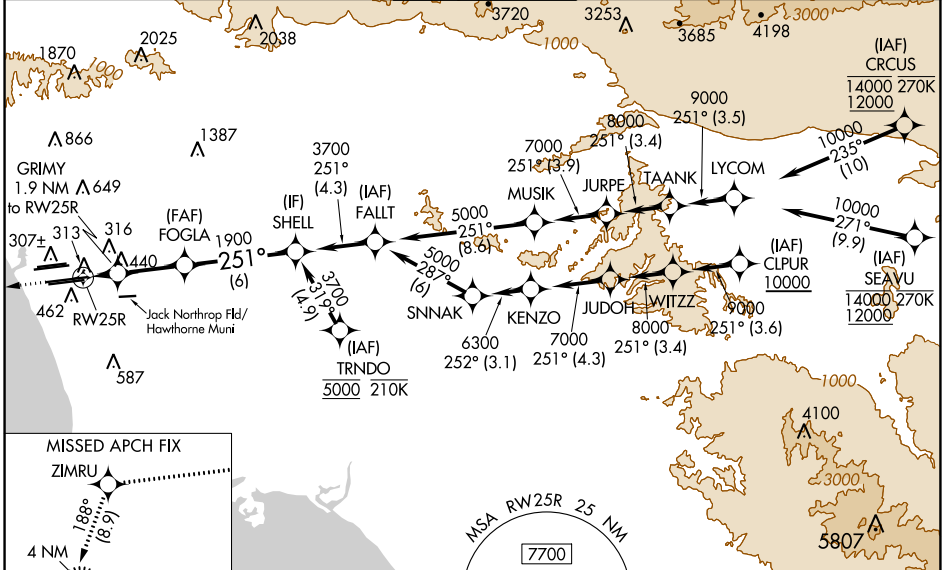 3720
3253
3000
3685
4198
2038
2025
1870
1000
1000
(IAF)
CRCUS
14000 270K
12000
9000
251° (3.5)
8000
251° (3.4)
7000
251° (3.9)
10000
235°
(10)
866
1387
3700
251°
(4.3)
GRIMY
1.9 NM
to RW25R
649
MUSIK
JURPE
TAANK
LYCOM
(IAF)
FALLT
(IF)
SHELL
(FAF)
FOGLA
5000
251°
(8.6)
10000
271°
(9.9)
307±
313
316
440
1900
251°
(6)
5000
287°
(6)
(IAF)
CLPUR
10000
(IAF)
SEAVU
14000 270K
12000
462
RW25R
Jack Northrop Fld/
Hawthorne Muni
3700
319°
(4.9)
SNNAK
KENZO
JUDOH
WITZZ
9000
251° (3.6)
6300
252° (3.1)
7000
251° (4.3)
8000
251° (3.4)
(IAF)
TRNDO
5000 210K
587
1000
4100
3000
5807
MISSED APCH FIX
ZIMRU
188°
(8.9)
4 NM
MSA RW25R 25 NM
7700